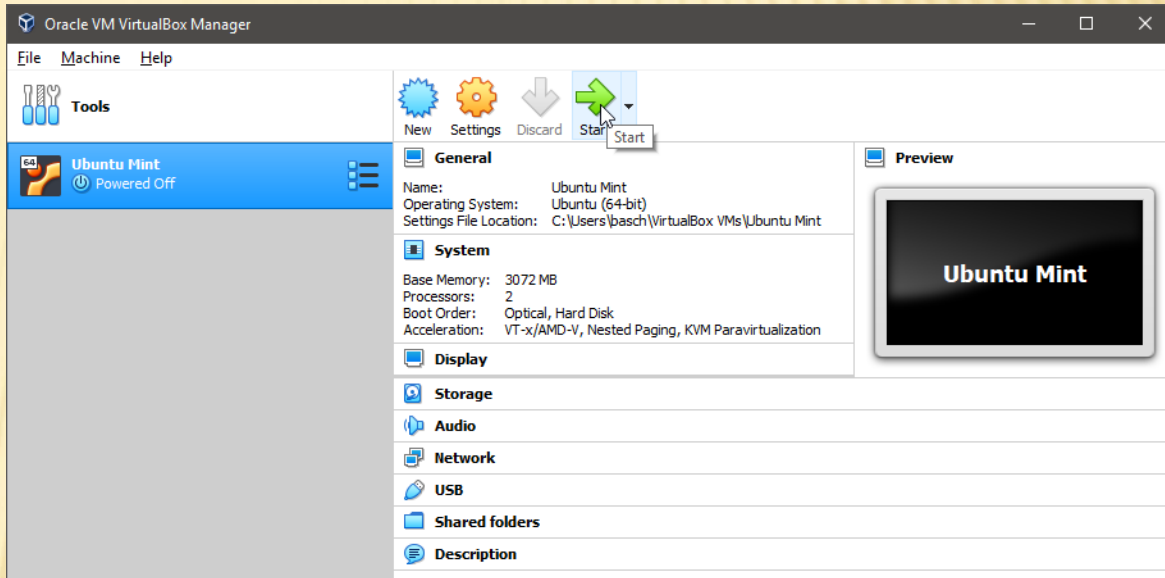 Oracle VM VirtualBox Manager
File Machine Help
Tools
New Settings Discard Star
Start
64
Ubuntu Mint
Powered Off
General
Name: Ubuntu Mint
Operating System: Ubuntu (64-bit)
Settings File Location: C:\Users\basch\VirtualBox VMs\Ubuntu Mint
System
Base Memory: 3072 MB
Processors: 2
Boot Order: Optical, Hard Disk
Acceleration: VT-x/AMD-V, Nested Paging, KVM Paravirtualization
Display
Storage
Audio
Network
USB
Shared folders
Description
Preview
Ubuntu Mint